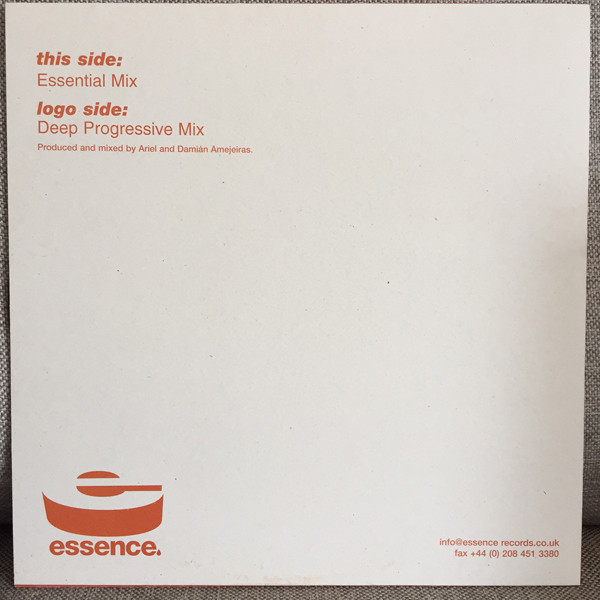 this side:
Essential Mix
logo side:
Deep Progressive Mix
Produced and mixed by Ariel and Damián Amejeiras.
essence.
info@essence records.co.uk
fax +44 (0) 208 451 3380